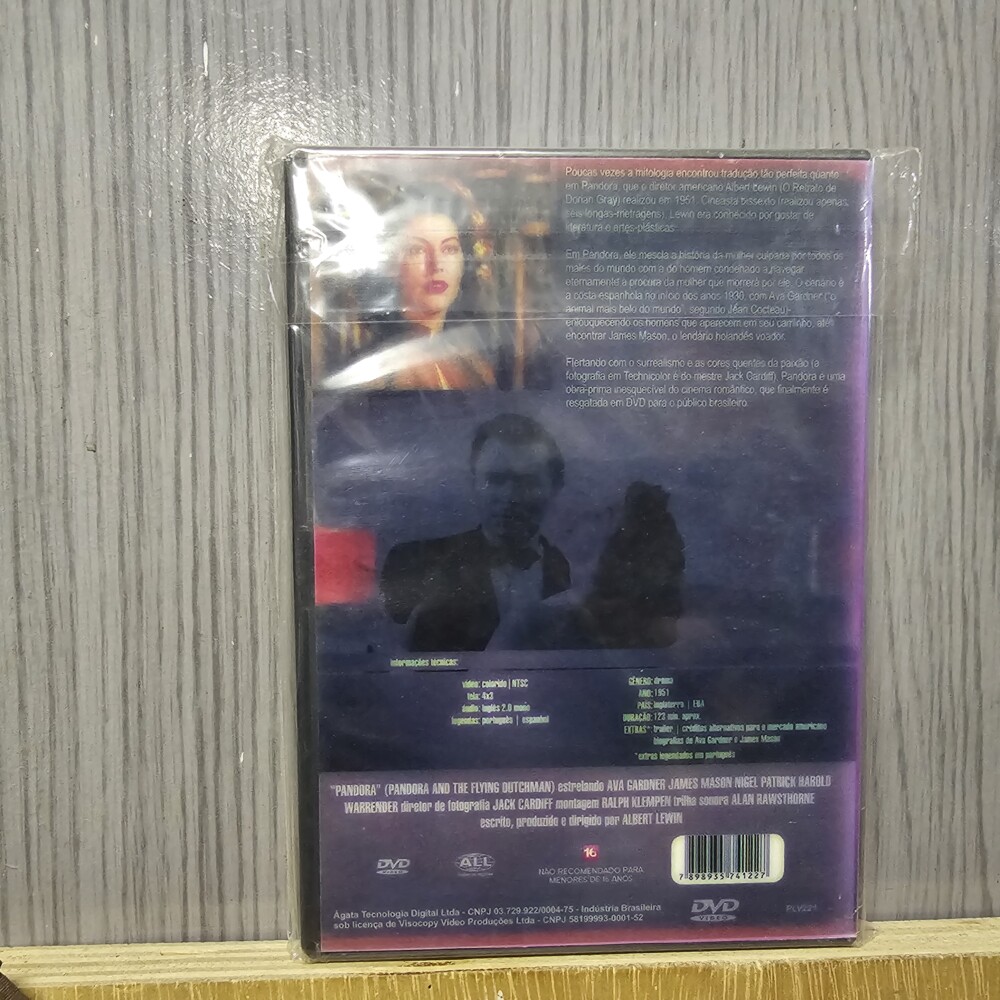 Poucas vezes a mitologia encontrou tradução tão perfeita quanto
em Pandora, que o diretor americano Albert Lewin (O Retrato de
Dorian Gray) realizou em 1951. Cineasta bissexto (realizou apenas
seis longas-metragens), Lewin era conhecido por gostar de
literatura e artes plásticas.
Em Pandora, ele mescla a história da mulher culpada por todos os
males do mundo com a do homem condenado a navegar
eternamente à procura da mulher que morrerá por ele. O cenário é
a costa espanhola no início dos anos 1930, com Ava Gardner ("o
animal mais belo do mundo", segundo Jean Cocteau)
enlouquecendo os homens que aparecem em seu caminho, até
encontrar James Mason, o lendário holandês voador.
Flertando com o surrealismo e as cores quentes da paixão (a
fotografia em Technicolor é do mestre Jack Cardiff), Pandora é uma
obra-prima inesquecível do cinema romântico, que finalmente é
resgatada em DVD para o público brasileiro.
informações técnicas:
vídeo: colorido | NTSC
tela: 4x3
áudio: inglês 2.0 mono
legendas: português | espanhol
GÊNERO: drama
ANO: 1951
PAÍS: Inglaterra | EUA
DURAÇÃO: 123 min. aprox.
EXTRAS*: trailer | créditos alternativos para o mercado americano
biografias de Ava Gardner e James Mason
*extras legendados em português
"PANDORA" (PANDORA AND THE FLYING DUTCHMAN) estrelando AVA GARDNER JAMES MASON NIGEL PATRICK HAROLD
WARRENDER diretor de fotografia JACK CARDIFF montagem RALPH KLEMPEN trilha sonora ALAN RAWSTHORNE
escrito, produzido e dirigido por ALBERT LEWIN
DVD
VIDEO
ALL
16
NÃO RECOMENDADO PARA
MENORES DE 16 ANOS
7 898935 741227
Ágata Tecnologia Digital Ltda - CNPJ 03.729.922/0004-75 - Indústria Brasileira
sob licença de Visocopy Video Produções Ltda - CNPJ 58199993-0001-52
DVD
VIDEO